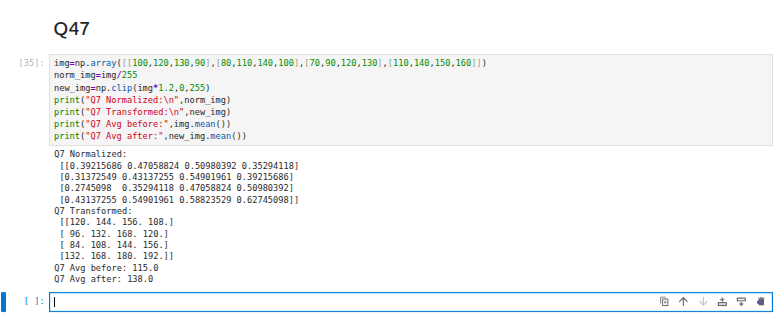 Q47
[35]: img=np.array([[100,120,130,90],[80,110,140,100],[70,90,120,130],[110,140,150,160]])
norm_img=img/255
new_img=np.clip(img*1.2,0,255)
print("Q7 Normalized:\n",norm_img)
print("Q7 Transformed:\n",new_img)
print("Q7 Avg before:",img.mean())
print("Q7 Avg after:",new_img.mean())
Q7 Normalized:
[[0.39215686 0.47058824 0.50980392 0.35294118]
[0.31372549 0.43137255 0.54901961 0.39215686]
[0.2745098  0.35294118 0.47058824 0.50980392]
[0.43137255 0.54901961 0.58823529 0.62745098]]
Q7 Transformed:
[[120. 144. 156. 108.]
[ 96. 132. 168. 120.]
[ 84. 108. 144. 156.]
[132. 168. 180. 192.]]
Q7 Avg before: 115.0
Q7 Avg after: 138.0
[ ]: